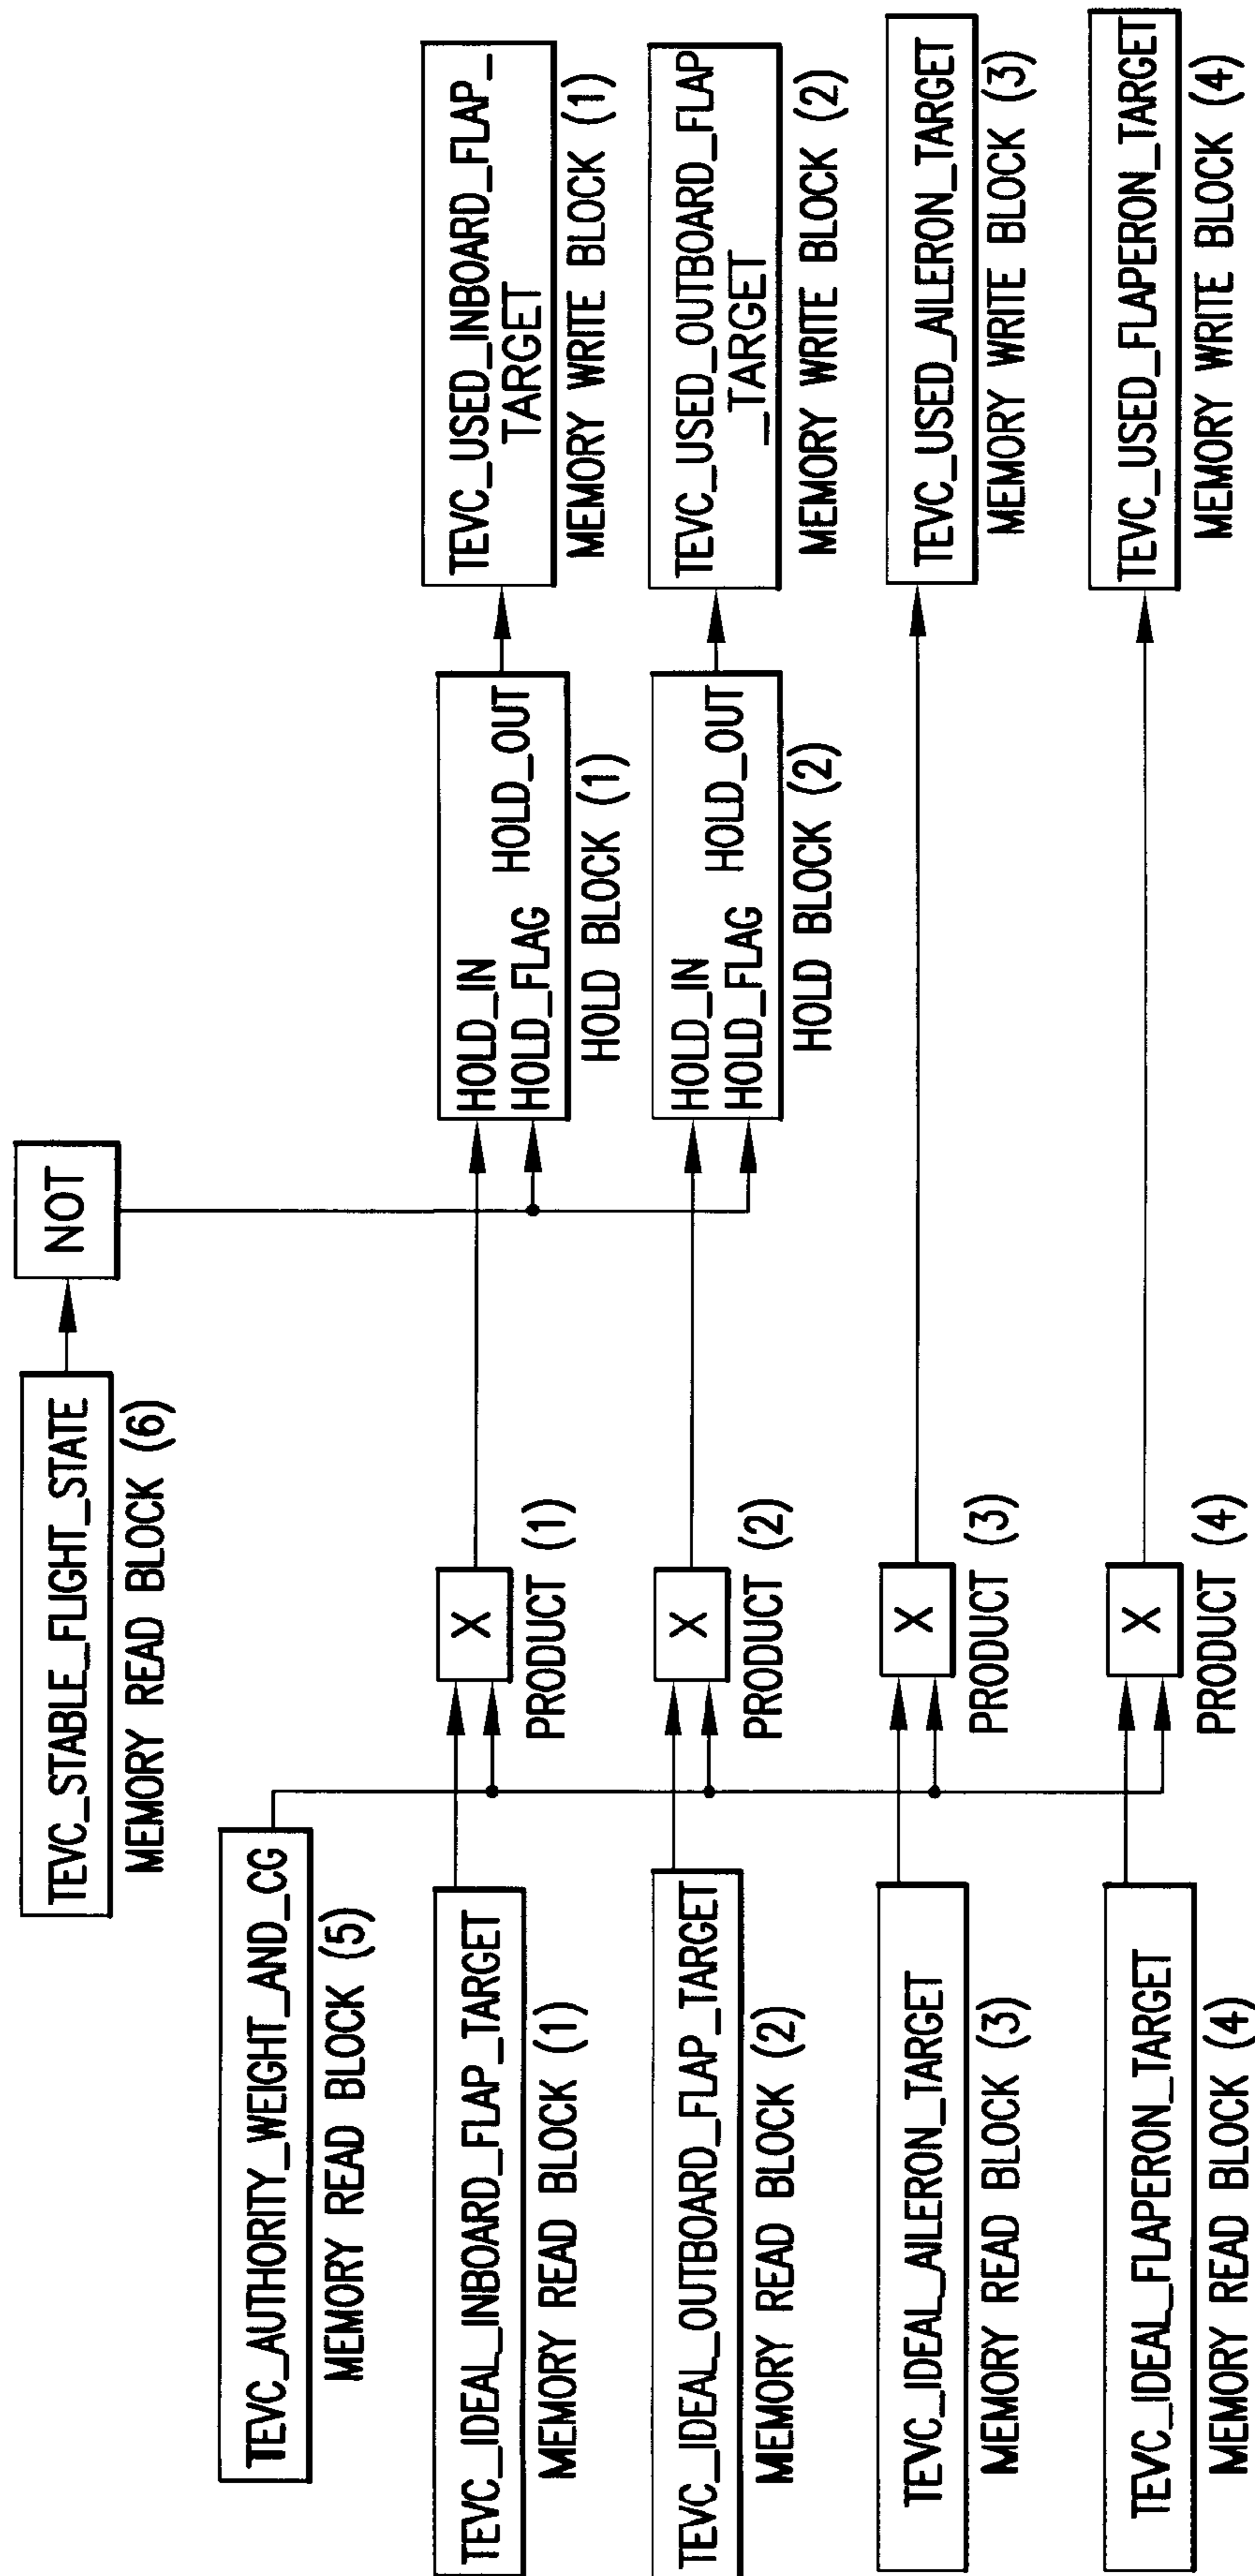 TEVC_STABLE_FLIGHT_STATE
MEMORY READ BLOCK (6)
NOT
TEVC_AUTHORITY_WEIGHT_AND_CG
MEMORY READ BLOCK (5)
TEVC_IDEAL_INBOARD_FLAP_TARGET
MEMORY READ BLOCK (1)
X
PRODUCT (1)
HOLD_IN
HOLD_FLAG
HOLD_OUT
HOLD BLOCK (1)
TEVC_USED_INBOARD_FLAP_
TARGET
MEMORY WRITE BLOCK (1)
TEVC_IDEAL_OUTBOARD_FLAP_TARGET
MEMORY READ BLOCK (2)
X
PRODUCT (2)
HOLD_IN
HOLD_FLAG
HOLD_OUT
HOLD BLOCK (2)
TEVC_USED_OUTBOARD_FLAP
_TARGET
MEMORY WRITE BLOCK (2)
TEVC_IDEAL_AILERON_TARGET
MEMORY READ BLOCK (3)
X
PRODUCT (3)
TEVC_USED_AILERON_TARGET
MEMORY WRITE BLOCK (3)
TEVC_IDEAL_FLAPERON_TARGET
MEMORY READ BLOCK (4)
X
PRODUCT (4)
TEVC_USED_FLAPERON_TARGET
MEMORY WRITE BLOCK (4)